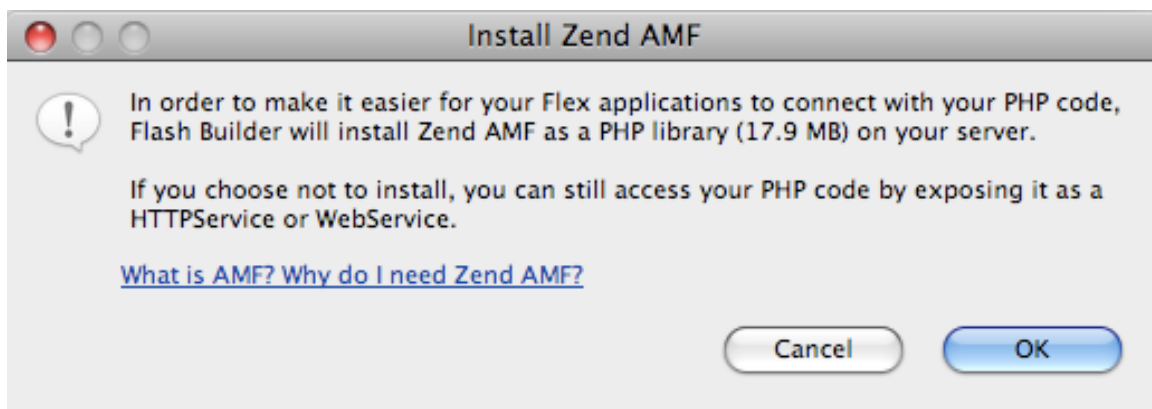 Install Zend AMF
In order to make it easier for your Flex applications to connect with your PHP code,
Flash Builder will install Zend AMF as a PHP library (17.9 MB) on your server.
If you choose not to install, you can still access your PHP code by exposing it as a
HTTPService or WebService.
What is AMF? Why do I need Zend AMF?
Cancel
OK